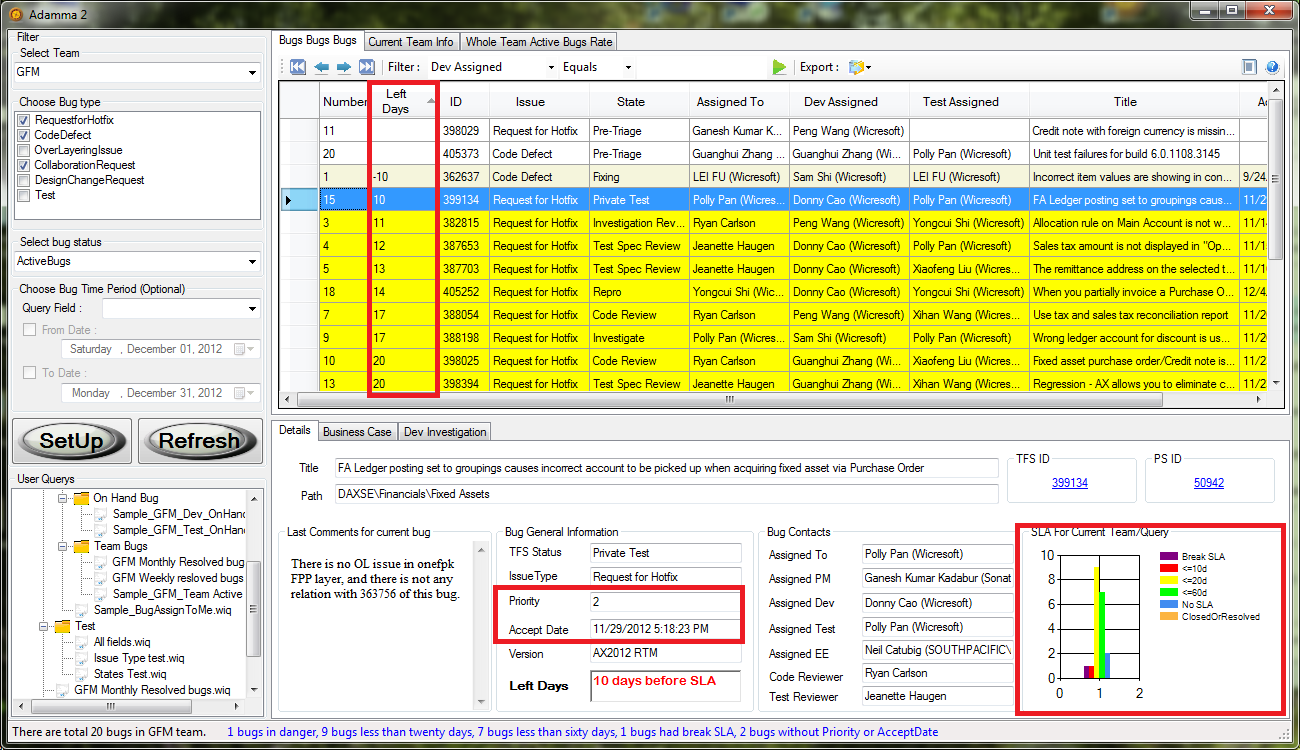 Adamma 2
Filter
Select Team
GFM
Choose Bug type
RequestforHotfix
CodeDefect
OverLayeringIssue
CollaborationRequest
DesignChangeRequest
Test
Select bug status
ActiveBugs
Choose Bug Time Period (Optional)
Query Field :
From Date :
Saturday , December 01, 2012
To Date :
Monday , December 31, 2012
SetUp Refresh
User Querys
On Hand Bug
Sample_GFM_Dev_OnHand
Sample_GFM_Test_OnHan
Team Bugs
GFM Monthly Resolved bug
GFM Weekly resloved bugs
Sample_GFM_Team Active
Sample_BugAssignToMe.wiq
Test
All fields.wiq
Issue Type test.wiq
States Test.wiq
GFM Monthly Resolved bugs.wiq
Bugs Bugs Bugs Current Team Info Whole Team Active Bugs Rate
Filter : Dev Assigned Equals Export :
Number Left Days ID Issue State Assigned To Dev Assigned Test Assigned Title Ac
11 398029 Request for Hotfix Pre-Triage Ganesh Kumar K... Peng Wang (Wicresoft) Credit note with foreign currency is missin...
20 405373 Code Defect Pre-Triage Guanghui Zhang ... Guanghui Zhang (Wi... Polly Pan (Wicresoft) Unit test failures for build 6.0.1108.3145
1 -10 362637 Code Defect Fixing LEI FU (Wicresoft) Sam Shi (Wicresoft) LEI FU (Wicresoft) Incorrect item values are showing in con... 9/24.
15 10 399134 Request for Hotfix Private Test Polly Pan (Wicres... Donny Cao (Wicresoft) Polly Pan (Wicresoft) FA Ledger posting set to groupings caus... 11/2
3 11 382815 Request for Hotfix Investigation Rev... Ryan Carlson Peng Wang (Wicresoft) Yongcui Shi (Wicres... Allocation rule on Main Account is not w... 11/1
4 12 387653 Request for Hotfix Test Spec Review Jeanette Haugen Donny Cao (Wicresoft) Polly Pan (Wicresoft) Sales tax amount is not displayed in "Op... 11/1
5 13 387703 Request for Hotfix Test Spec Review Jeanette Haugen Donny Cao (Wicresoft) Xiaofeng Liu (Wicres... The remittance address on the selected t... 11/1
18 14 405252 Request for Hotfix Repro Yongcui Shi (Wic... Donny Cao (Wicresoft) Yongcui Shi (Wicres... When you partially invoice a Purchase O... 12/4.
7 17 388054 Request for Hotfix Code Review Ryan Carlson Peng Wang (Wicresoft) Yongcui Shi (Wicres... Use tax and sales tax reconciliation report 11/2
9 17 388198 Request for Hotfix Investigate Polly Pan (Wicres... Sam Shi (Wicresoft) Polly Pan (Wicresoft) Wrong ledger account for discount is us... 11/2
10 20 398025 Request for Hotfix Code Review Ryan Carlson Guanghui Zhang (Wi... Xiaofeng Liu (Wicres... Fixed asset purchase order/Credit note is... 11/2
13 20 398394 Request for Hotfix Test Spec Review Jeanette Haugen Guanghui Zhang (Wi... Xihan Wang (Wicres... Regression - AX allows you to eliminate c... 11/2
Details Business Case Dev Investigation
Title FA Ledger posting set to groupings causes incorrect account to be picked up when acquiring fixed asset via Purchase Order
Path DAXSE\Financials\Fixed Assets
TFS ID
399134
PS ID
50942
Last Comments for current bug
There is no OL issue in onefpk
FPP layer, and there is not any
relation with 363756 of this bug.
Bug General Information
TFS Status Private Test
IssueType Request for Hotfix
Priority 2
Accept Date 11/29/2012 5:18:23 PM
Version AX2012 RTM
Left Days 10 days before SLA
Bug Contacts
Assigned To Polly Pan (Wicresoft)
Assigned PM Ganesh Kumar Kadabur (Sonat
Assigned Dev Donny Cao (Wicresoft)
Assigned Test Polly Pan (Wicresoft)
Assigned EE Neil Catubig (SOUTHPACIFIC\
Code Reviewer Ryan Carlson
Test Reviewer Jeanette Haugen
SLA For Current Team/Query
10
8
6
4
2
0
0 1 2
Break SLA
<=10d
<=20d
<=60d
No SLA
ClosedOrResolved
There are total 20 bugs in GFM team. 1 bugs in danger, 9 bugs less than twenty days, 7 bugs less than sixty days, 1 bugs had break SLA, 2 bugs without Priority or AcceptDate